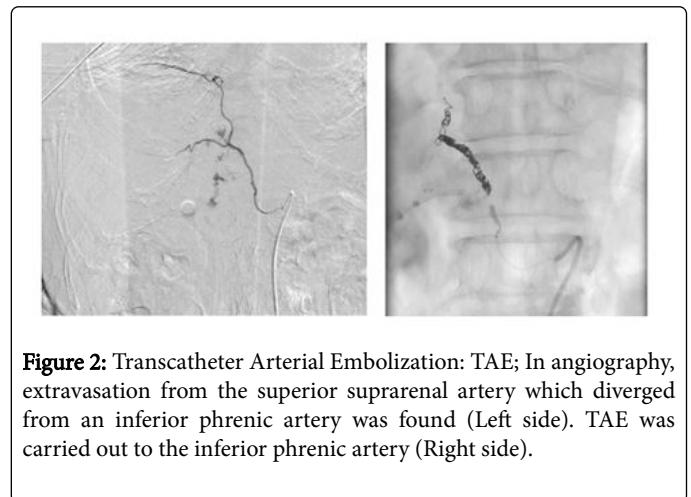 Figure 2: Transcatheter Arterial Embolization: TAE; In angiography,
extravasation from the superior suprarenal artery which diverged
from an inferior phrenic artery was found (Left side). TAE was
carried out to the inferior phrenic artery (Right side).